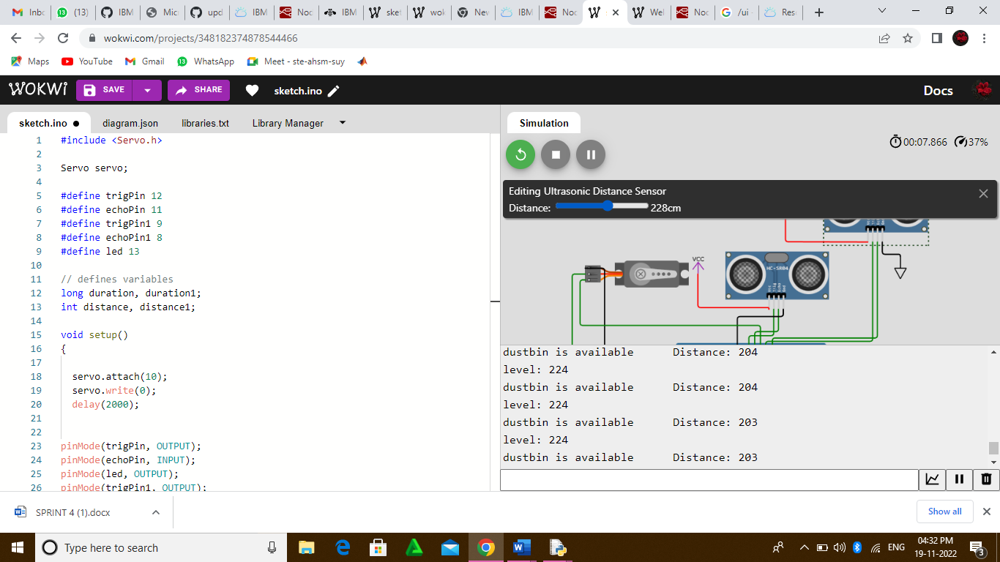 Inbo
(13)
IBM
Mic
upd
IBM
Noc
IBM
sket
wok
Nev
IBM
Noc
Wel
Noc
/ui
Res
wokwi.com/projects/348182374878544466
Maps
YouTube
Gmail
13 WhatsApp
Meet - ste-ahsm-suy
WOKWI
SAVE
SHARE
sketch.ino
Docs
sketch.ino
diagram.json
libraries.txt
Library Manager
Simulation
1 #include <Servo.h>
2
3 Servo servo;
4
5 #define trigPin 12
6 #define echoPin 11
7 #define trigPin1 9
8 #define echoPin1 8
9 #define led 13
10
11 // defines variables
12 long duration, duration1;
13 int distance, distance1;
14
15 void setup()
16 {
17
18 servo.attach(10);
19 servo.write(0);
20 delay(2000);
21
22
23 pinMode(trigPin, OUTPUT);
24 pinMode(echoPin, INPUT);
25 pinMode(led, OUTPUT);
26 pinMode(trigPin1, OUTPUT);
00:07.866 37%
Editing Ultrasonic Distance Sensor
Distance: 228cm
VCC
HC-SR04
Vcc
Trig
Echo
Gnd
dustbin is available Distance: 204
level: 224
dustbin is available Distance: 204
level: 224
dustbin is available Distance: 203
level: 224
dustbin is available Distance: 203
SPRINT 4 (1).docx
Show all
Type here to search
ENG
04:32 PM
19-11-2022
3